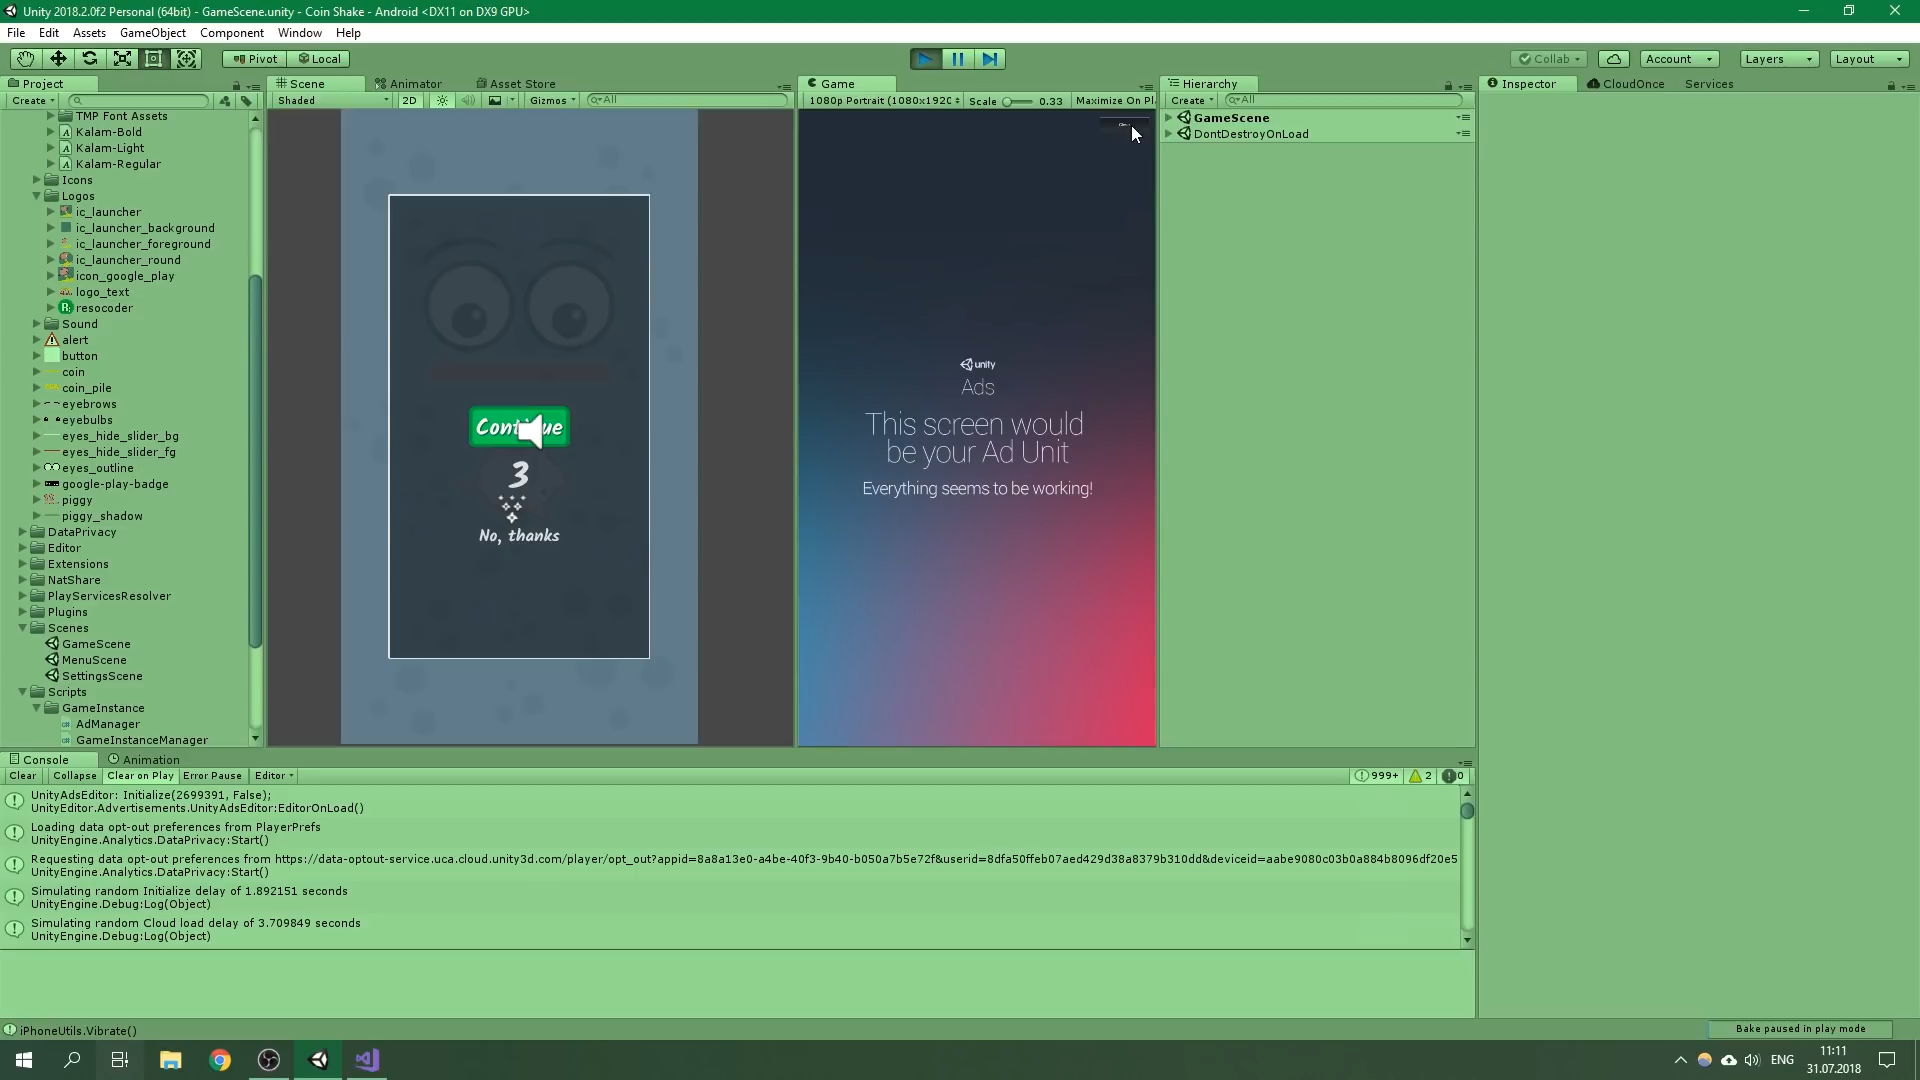 Unity 2018.2.0f2 Personal (64bit) - GameScene.unity - Coin Shake - Android <DX11 on DX9 GPU>
File Edit Assets GameObject Component Window Help
Pivot Local Collab Account Layers Layout
Project Scene Animator Asset Store Game Hierarchy Inspector CloudOnce Services
Create Shaded 2D Gizmos All 1080p Portrait (1080x192 Scale 0.33 Maximize On Pl Create All
TMP Font Assets
Kalam-Bold
Kalam-Light
Kalam-Regular
Icons
Logos
ic_launcher
ic_launcher_background
ic_launcher_foreground
ic_launcher_round
icon_google_play
logo_text
resocoder
Sound
alert
button
coin
coin_pile
eyebrows
eyebulbs
eyes_hide_slider_bg
eyes_hide_slider_fg
eyes_outline
google-play-badge
piggy
piggy_shadow
DataPrivacy
Editor
Extensions
NatShare
PlayServicesResolver
Plugins
Scenes
GameScene
MenuScene
SettingsScene
Scripts
GameInstance
AdManager
GameInstanceManager
Continue
3
No, thanks
unity
Ads
This screen would
be your Ad Unit
Everything seems to be working!
GameScene
DontDestroyOnLoad
Console Animation
Clear Collapse Clear on Play Error Pause Editor 999+ 2 0
UnityAdsEditor: Initialize(2699391, False);
UnityEditor.Advertisements.UnityAdsEditor:EditorOnLoad()
Loading data opt-out preferences from PlayerPrefs
UnityEngine.Analytics.DataPrivacy:Start()
Requesting data opt-out preferences from https://data-optout-service.uca.cloud.unity3d.com/player/opt_out?appid=8a8a13e0-a4be-40f3-9b40-b050a7b5e72f&userid=8dfa50ffeb07aed429d38a8379b310dd&deviceid=aabe9080c03b0a884b8096df20e5
UnityEngine.Analytics.DataPrivacy:Start()
Simulating random Initialize delay of 1.892151 seconds
UnityEngine.Debug:Log(Object)
Simulating random Cloud load delay of 3.709849 seconds
UnityEngine.Debug:Log(Object)
iPhoneUtils.Vibrate()
Bake paused in play mode
ENG
11:11
31.07.2018